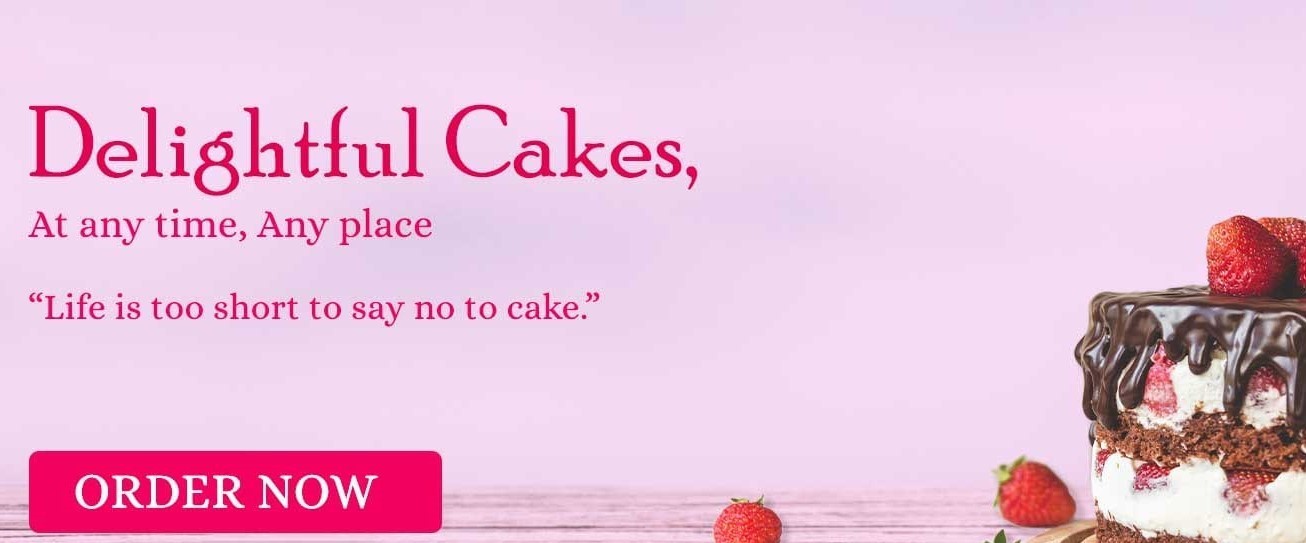 Delightful Cakes,
At any time, Any place
“Life is too short to say no to cake.”
ORDER NOW